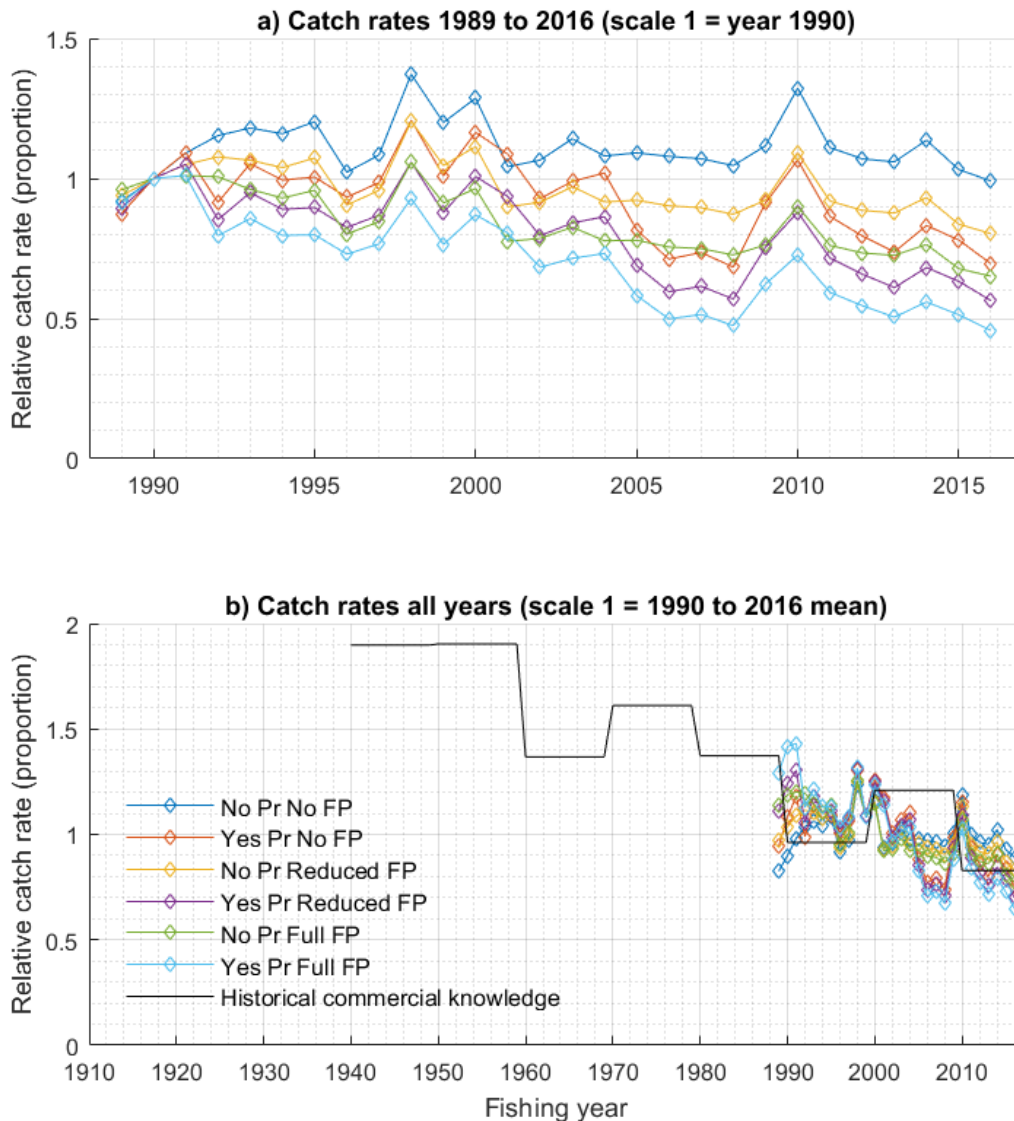 a) Catch rates 1989 to 2016 (scale 1 = year 1990)
Relative catch rate (proportion)
1.5
1
0.5
0
1990 1995 2000 2005 2010 2015
b) Catch rates all years (scale 1 = 1990 to 2016 mean)
Relative catch rate (proportion)
2
1.5
1
0.5
0
No Pr No FP
Yes Pr No FP
No Pr Reduced FP
Yes Pr Reduced FP
No Pr Full FP
Yes Pr Full FP
Historical commercial knowledge
1910 1920 1930 1940 1950 1960 1970 1980 1990 2000 2010
Fishing year